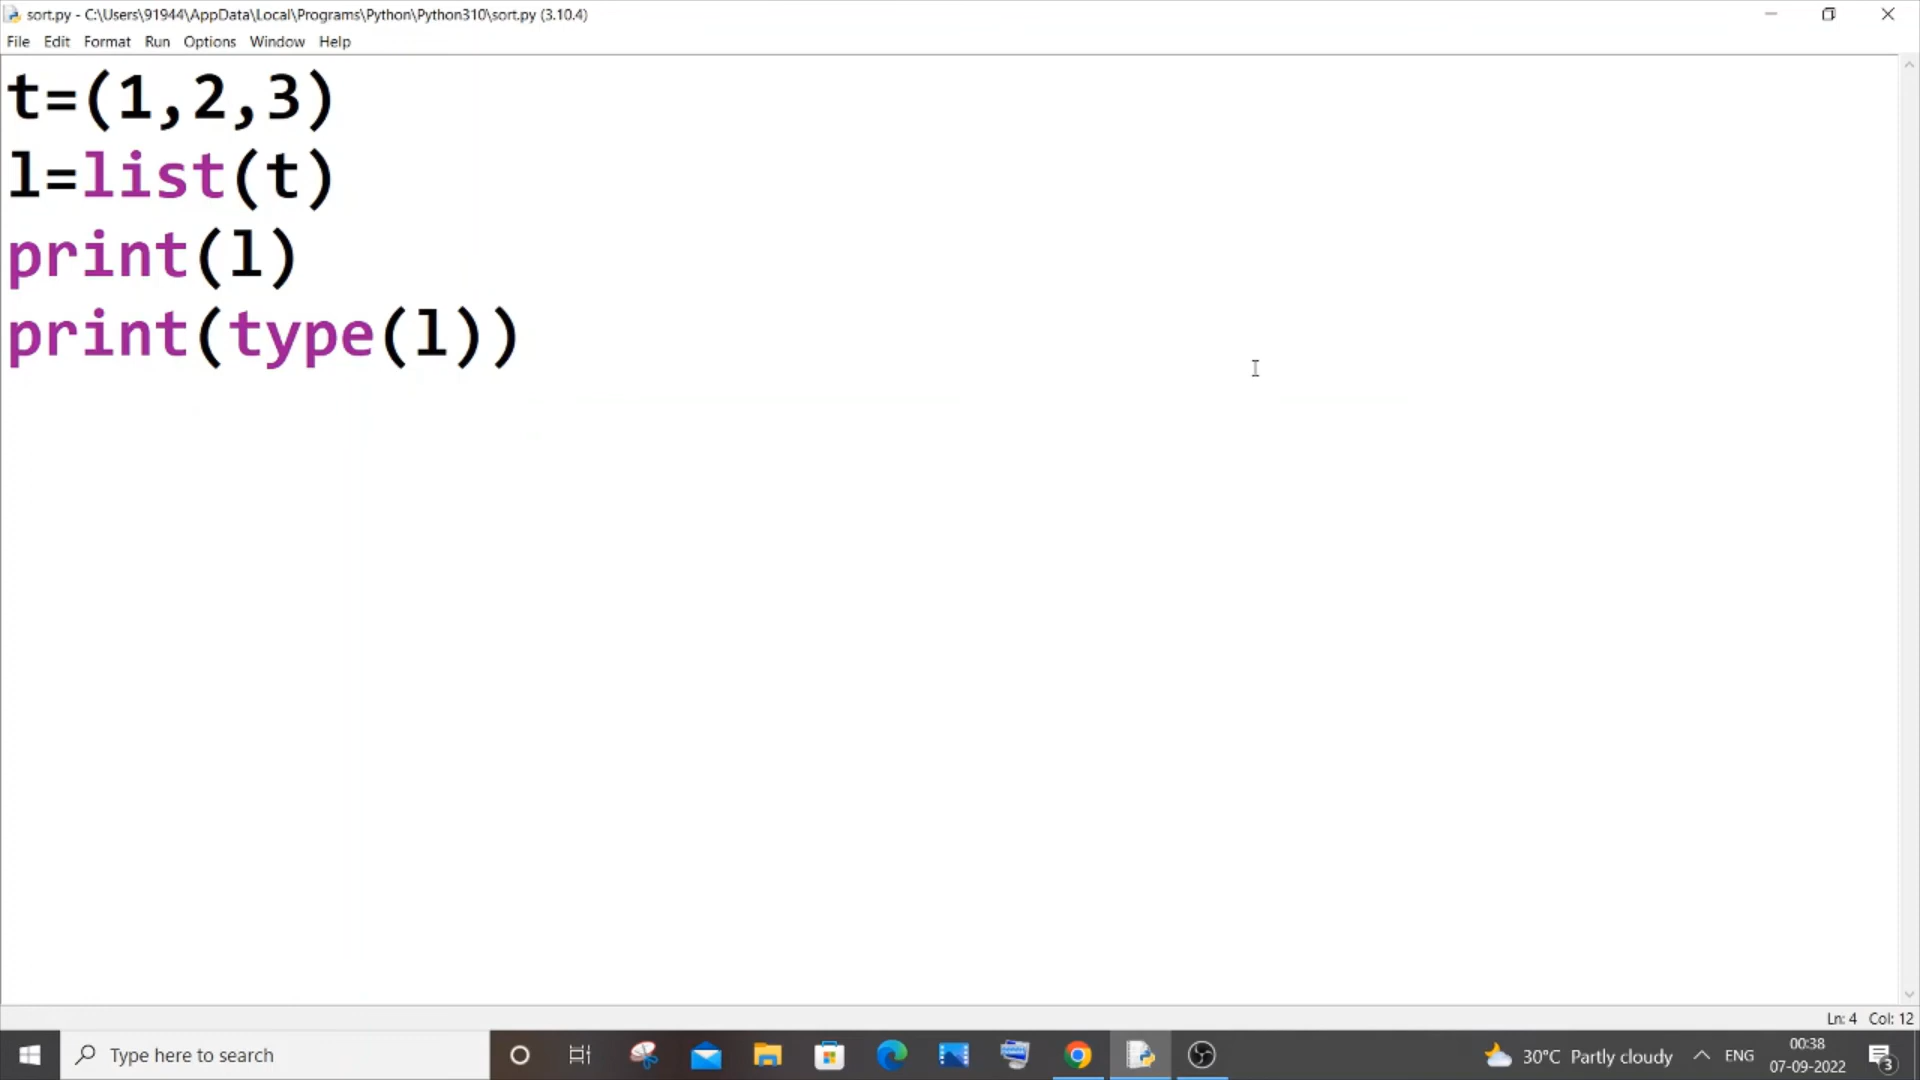 sort.py - C:\Users\91944\AppData\Local\Programs\Python\Python310\sort.py (3.10.4)
File Edit Format Run Options Window Help
t=(1,2,3)
l=list(t)
print(l)
print(type(l))
Ln: 4 Col: 12
Type here to search
30°C Partly cloudy
ENG
00:38
07-09-2022
3